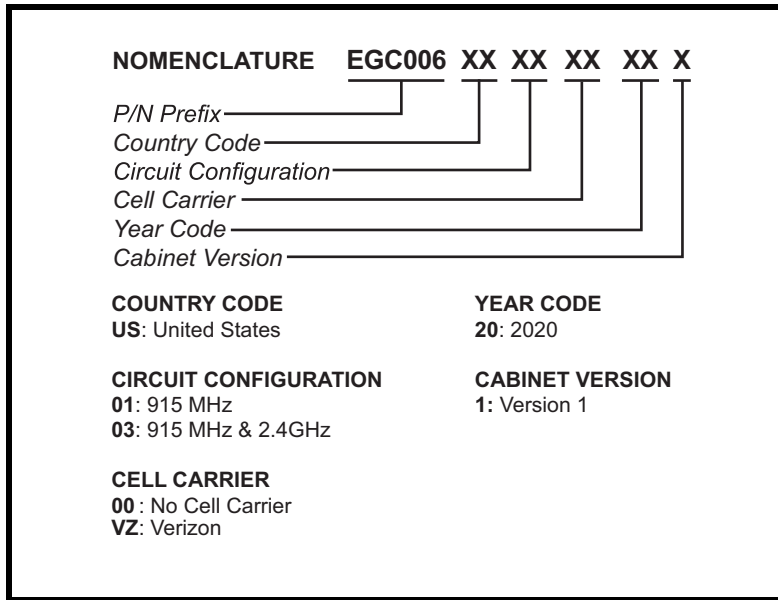 NOMENCLATURE EGC006 XX XX XX XX X
P/N Prefix
Country Code
Circuit Configuration
Cell Carrier
Year Code
Cabinet Version
COUNTRY CODE
US: United States
YEAR CODE
20: 2020
CIRCUIT CONFIGURATION
01: 915 MHz
03: 915 MHz & 2.4GHz
CABINET VERSION
1: Version 1
CELL CARRIER
00 : No Cell Carrier
VZ: Verizon